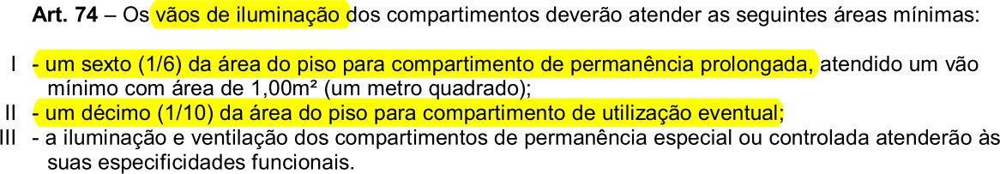 Art. 74 – Os vãos de iluminação dos compartimentos deverão atender as seguintes áreas mínimas:
I - um sexto (1/6) da área do piso para compartimento de permanência prolongada, atendido um vão
mínimo com área de 1,00m² (um metro quadrado);
II - um décimo (1/10) da área do piso para compartimento de utilização eventual;
III - a iluminação e ventilação dos compartimentos de permanência especial ou controlada atenderão às
suas especificidades funcionais.